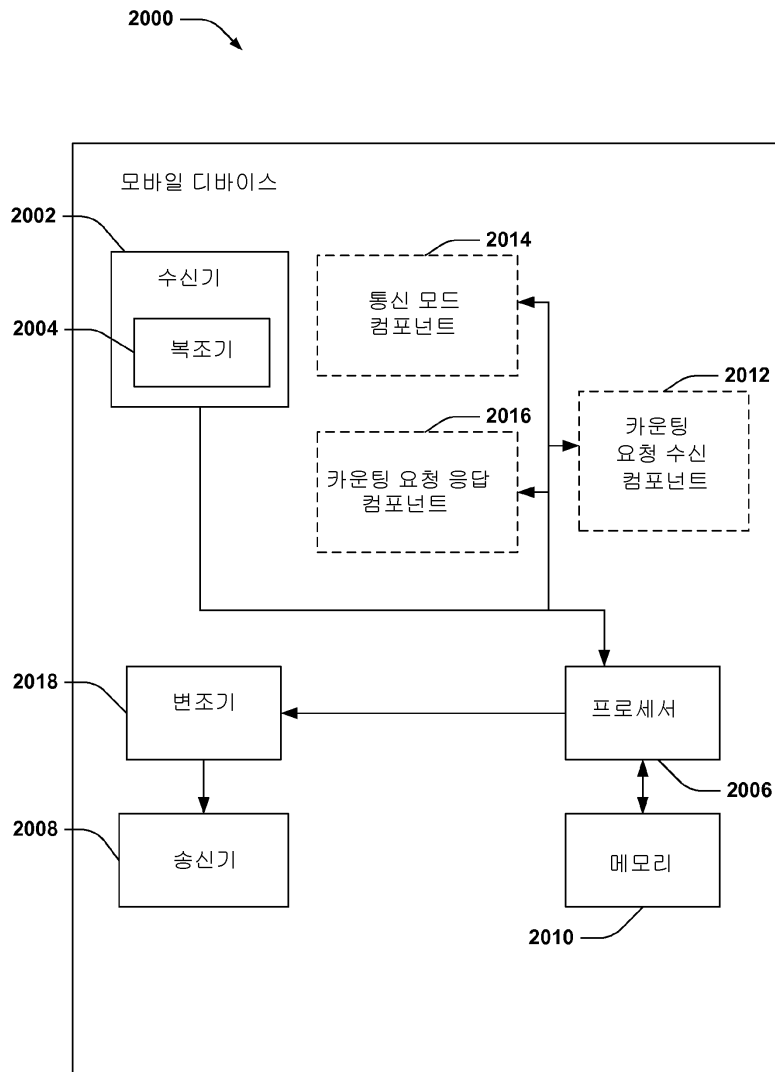 2000
모바일 디바이스
2002
수신기
2004
복조기
2014
통신 모드
컴포넌트
2012
카운팅
요청 수신
컴포넌트
2016
카운팅 요청 응답
컴포넌트
2018
변조기
프로세서
2006
2008
송신기
메모리
2010